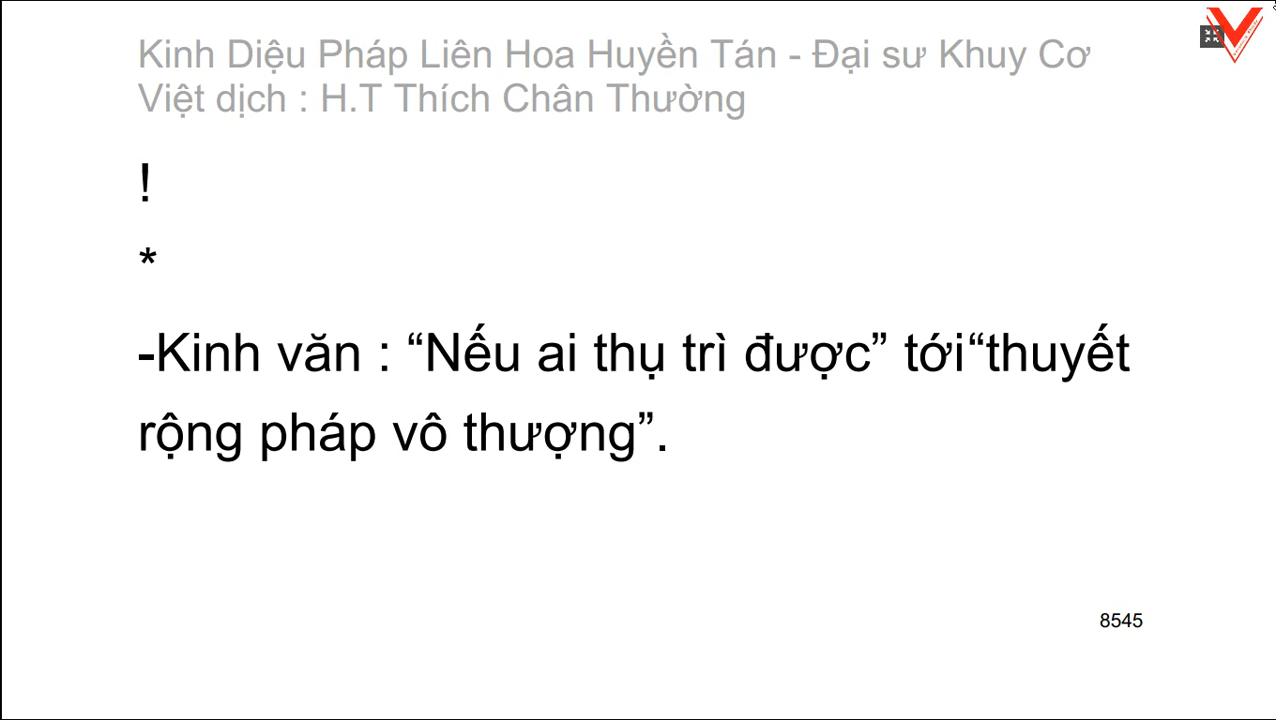 Kinh Diệu Pháp Liên Hoa Huyền Tán - Đại sư Khuy Cơ
Việt dịch : H.T Thích Chân Thường
!
*
-Kinh văn : “Nếu ai thụ trì được” tới“thuyết
rộng pháp vô thượng”.
8545